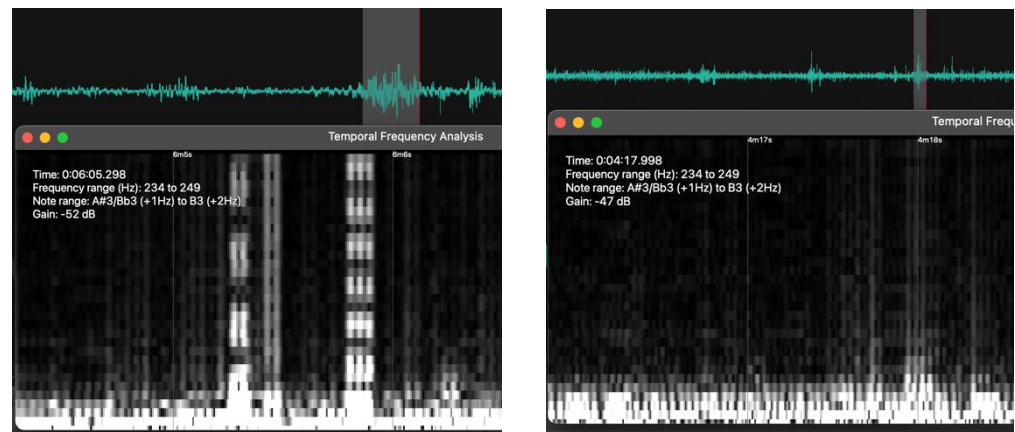 Temporal Frequency Analysis
6m5s
6m6s
Time: 0:06:05.298
Frequency range (Hz): 234 to 249
Note range: A#3/Bb3 (+1Hz) to B3 (+2Hz)
Gain: -52 dB
Temporal Frequ
4m17s
4m18s
Time: 0:04:17.998
Frequency range (Hz): 234 to 249
Note range: A#3/Bb3 (+1Hz) to B3 (+2Hz)
Gain: -47 dB